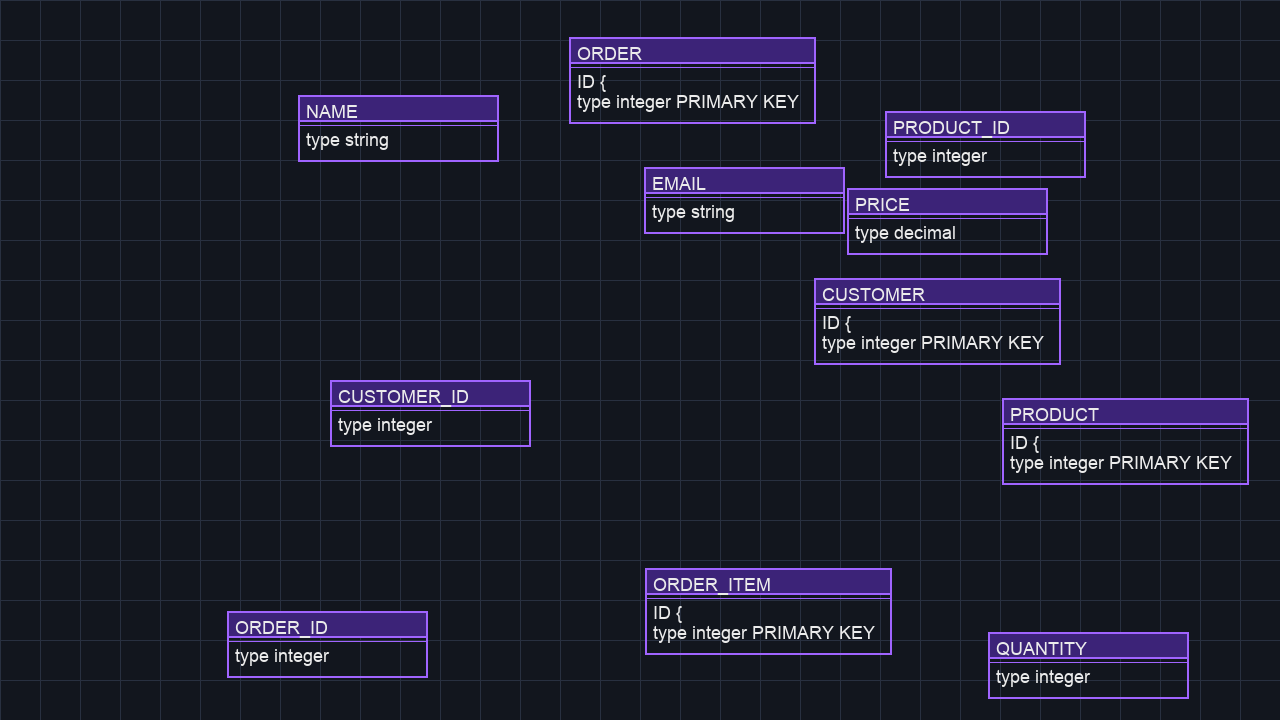 ORDER
ID {
type integer PRIMARY KEY
NAME
type string
PRODUCT_ID
type integer
EMAIL
type string
PRICE
type decimal
CUSTOMER
ID {
type integer PRIMARY KEY
CUSTOMER_ID
type integer
PRODUCT
ID {
type integer PRIMARY KEY
ORDER_ITEM
ID {
type integer PRIMARY KEY
ORDER_ID
type integer
QUANTITY
type integer